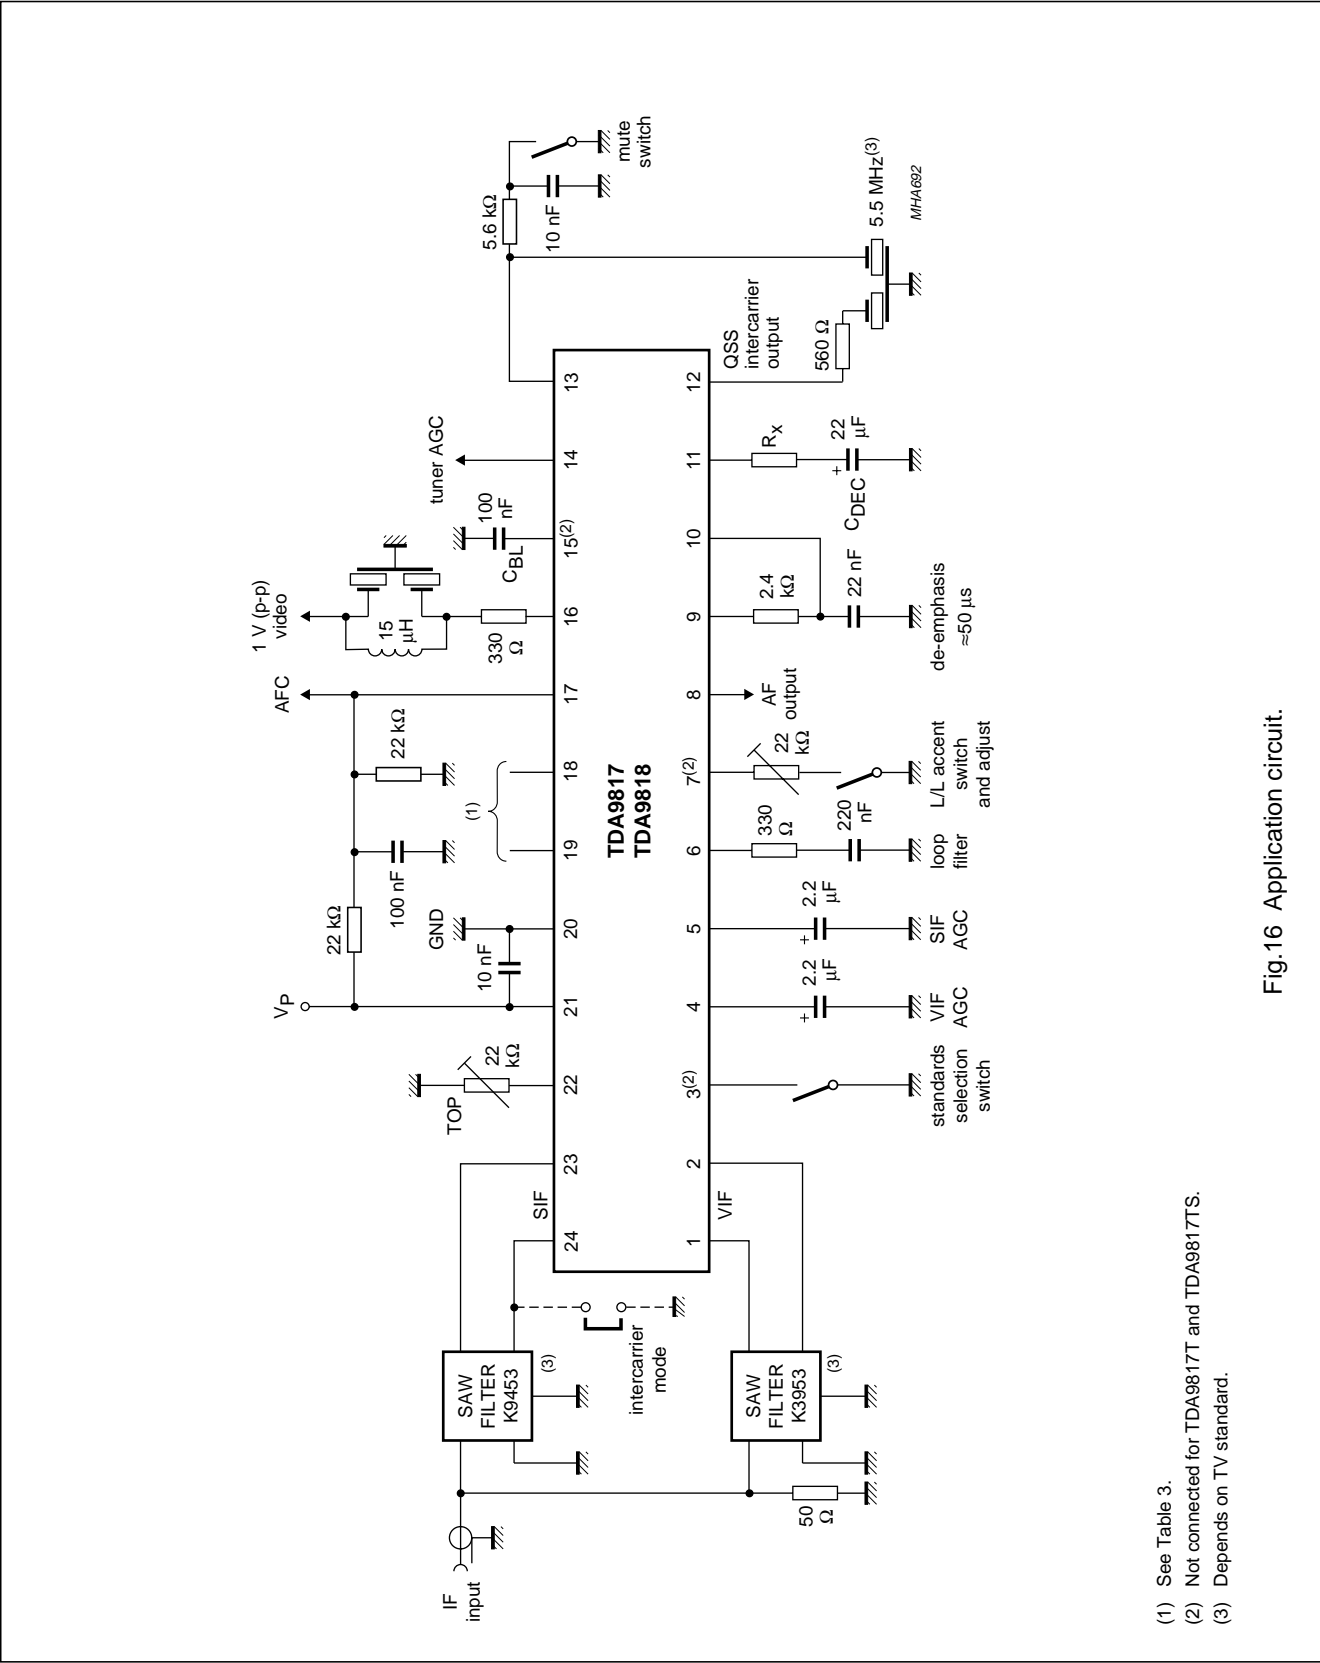 IF
input
SAW
FILTER
K9453
(3)
intercarrier
mode
SAW
FILTER
K3953
(3)
50
Ω
SIF
24
23
22
21
20
19
18
17
16
15(2)
14
13
TDA9817
TDA9818
VIF
1
2
3(2)
4
5
6
7(2)
8
9
10
11
12
TOP
22
kΩ
VP
22 kΩ
GND
10 nF
100 nF
(1)
22 kΩ
AFC
1 V (p-p)
video
15
μH
330
Ω
CBL
100
nF
tuner AGC
5.6 kΩ
10 nF
mute
switch
standards
selection
switch
+
2.2
μF
VIF
AGC
+
2.2
μF
SIF
AGC
330
Ω
220
nF
loop
filter
22
kΩ
L/L accent
switch
and adjust
AF
output
2.4
kΩ
22 nF
de-emphasis
≈50 μs
Rx
+
22
μF
CDEC
QSS
intercarrier
output
560 Ω
5.5 MHz(3)
MHA692
(1) See Table 3.
(2) Not connected for TDA9817T and TDA9817TS.
(3) Depends on TV standard.
Fig.16 Application circuit.